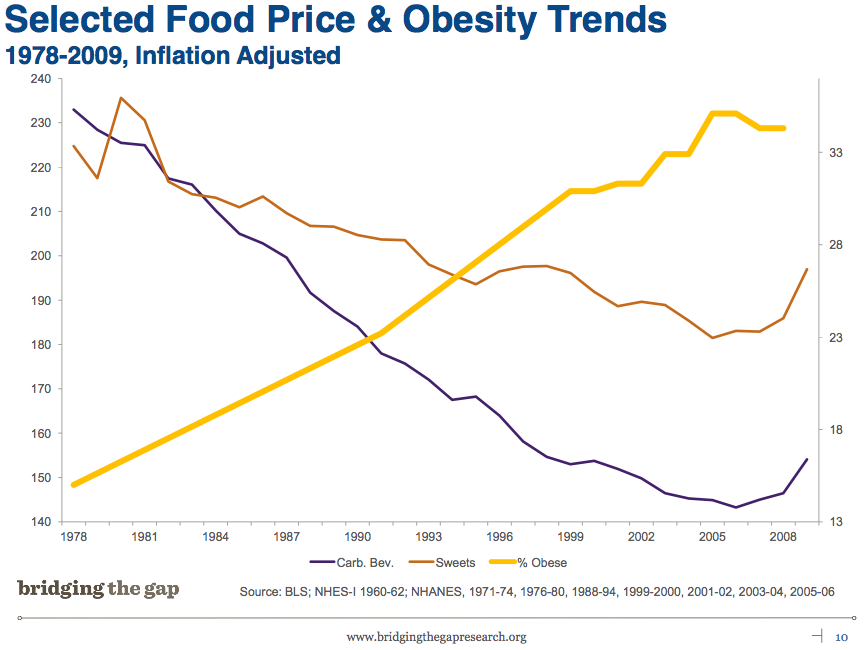 Selected Food Price & Obesity Trends
1978-2009, Inflation Adjusted
240
230
220
210
200
190
180
170
160
150
140
33
28
23
18
13
1978 1981 1984 1987 1990 1993 1996 1999 2002 2005 2008
Carb. Bev. Sweets % Obese
bridging the gap
Source: BLS; NHES-I 1960-62; NHANES, 1971-74, 1976-80, 1988-94, 1999-2000, 2001-02, 2003-04, 2005-06
www.bridgingthegapresearch.org
10